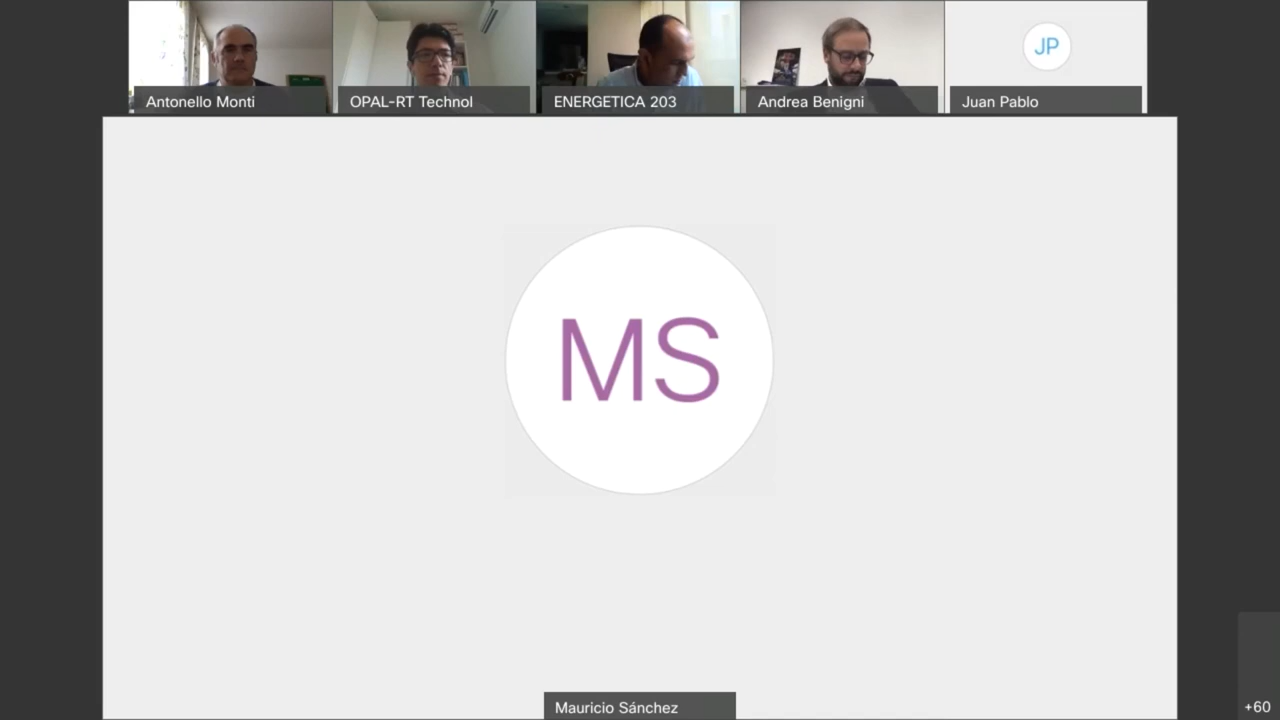 JP
Antonello Monti
OPAL-RT Technol
ENERGETICA 203
Andrea Benigni
Juan Pablo
MS
Mauricio Sánchez
+60